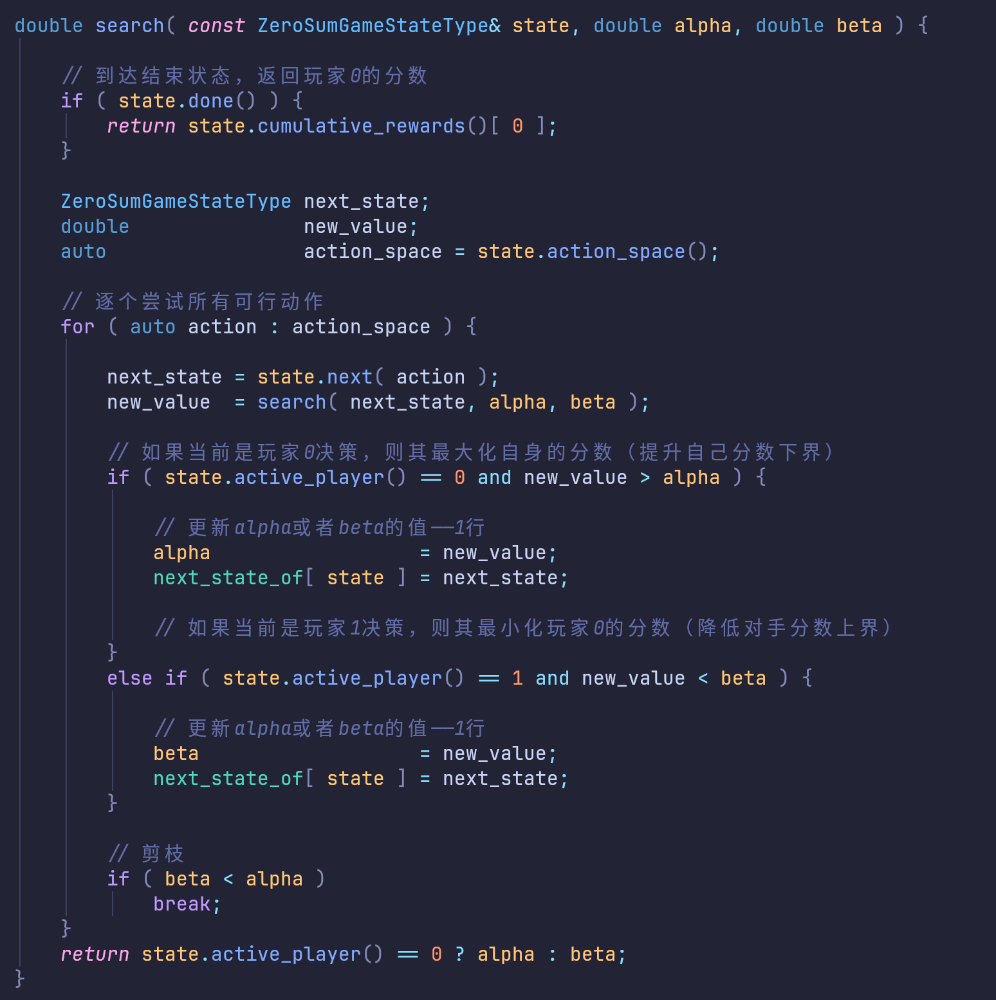 double search( const ZeroSumGameStateType& state, double alpha, double beta ) {
// 到达结束状态，返回玩家0的分数
if ( state.done() ) {
return state.cumulative_rewards()[ 0 ];
}
ZeroSumGameStateType next_state;
double new_value;
auto action_space = state.action_space();
// 逐个尝试所有可行动作
for ( auto action : action_space ) {
next_state = state.next( action );
new_value = search( next_state, alpha, beta );
// 如果当前是玩家0决策，则其最大化自身的分数（提升自己分数下界）
if ( state.active_player() == 0 and new_value > alpha ) {
// 更新alpha或者beta的值——1行
alpha = new_value;
next_state_of[ state ] = next_state;
// 如果当前是玩家1决策，则其最小化玩家0的分数（降低对手分数上界）
}
else if ( state.active_player() == 1 and new_value < beta ) {
// 更新alpha或者beta的值——1行
beta = new_value;
next_state_of[ state ] = next_state;
}
// 剪枝
if ( beta < alpha )
break;
}
return state.active_player() == 0 ? alpha : beta;
}